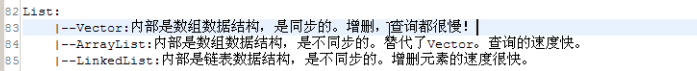 82 List:
83 |--Vector:内部是数组数据结构，是同步的。增删，查询都很慢！
84 |--ArrayList:内部是数组数据结构，是不同步的。替代了Vector。查询的速度快。
85 |--LinkedList:内部是链表数据结构，是不同步的。增删元素的速度很快。